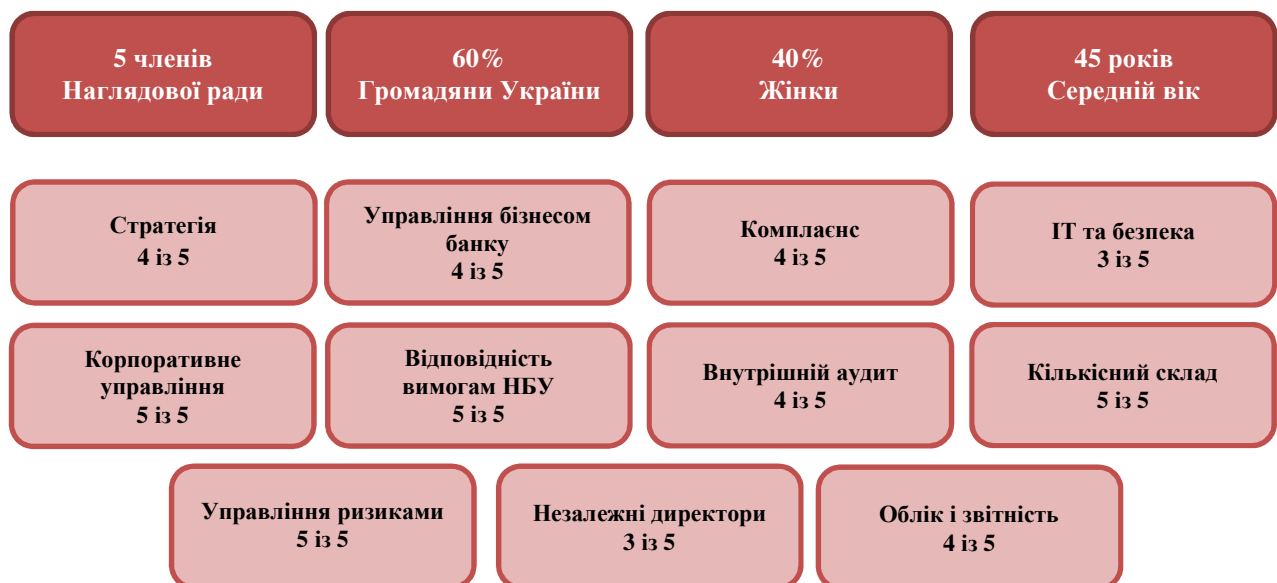 5 членів
Наглядової ради
60%
Громадяни України
40%
Жінки
45 років
Середній вік
Стратегія
4 із 5
Управління бізнесом
банку
4 із 5
Комплаєнс
4 із 5
ІТ та безпека
3 із 5
Корпоративне
управління
5 із 5
Відповідність
вимогам НБУ
5 із 5
Внутрішній аудит
4 із 5
Кількісний склад
5 із 5
Управління ризиками
5 із 5
Незалежні директори
3 із 5
Облік і звітність
4 із 5